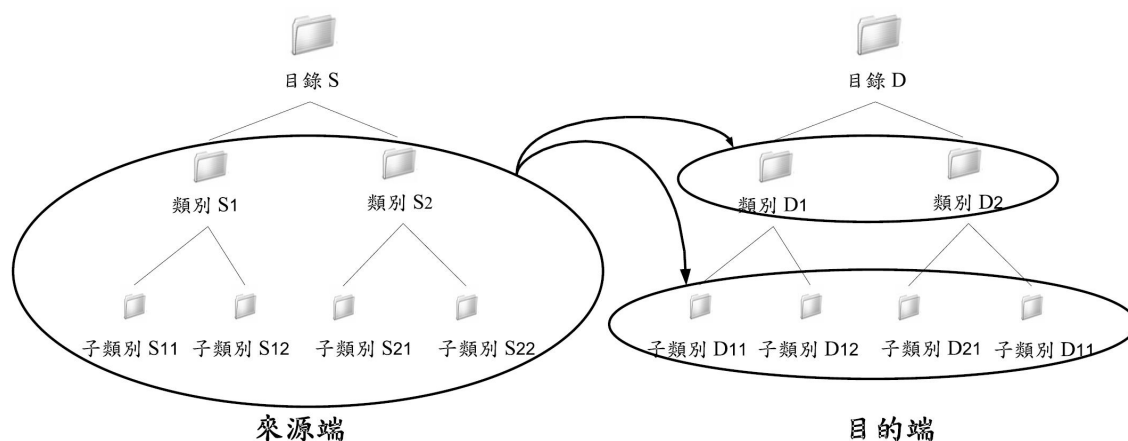 目錄 S
目錄 D
類別 S1
類別 S2
類別 D1
類別 D2
子類別 S11
子類別 S12
子類別 S21
子類別 S22
子類別 D11
子類別 D12
子類別 D21
子類別 D11
來源端
目的端